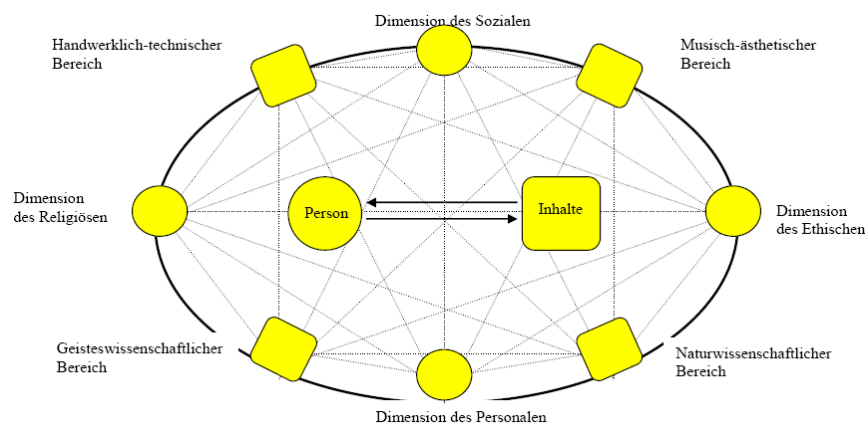 Dimension des Sozialen
Handwerklich-technischer
Bereich
Musisch-ästhetischer
Bereich
Dimension
des Religiösen
Person
Inhalte
Dimension
des Ethischen
Geisteswissenschaftlicher
Bereich
Naturwissenschaftlicher
Bereich
Dimension des Personalen